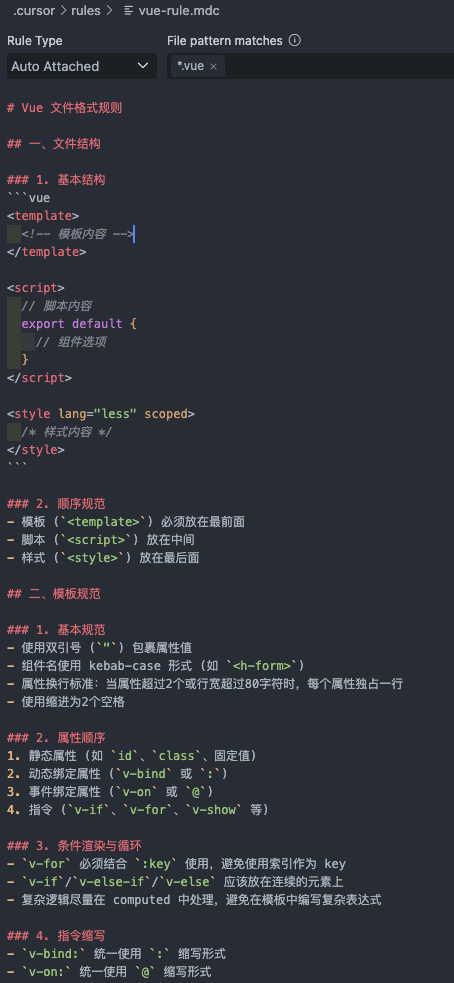 .cursor > rules > vue-rule.mdc
Rule Type
File pattern matches
Auto Attached
*.vue ×
# Vue 文件格式规则
## 一、文件结构
### 1. 基本结构
```vue
<template>
<!-- 模板内容 -->
</template>
<script>
// 脚本内容
export default {
// 组件选项
}
</script>
<style lang="less" scoped>
/* 样式内容 */
</style>
```
### 2. 顺序规范
- 模板 (`<template>`) 必须放在最前面
- 脚本 (`<script>`) 放在中间
- 样式 (`<style>`) 放在最后面
## 二、模板规范
### 1. 基本规范
- 使用双引号 (`"`) 包裹属性值
- 组件名使用 kebab-case 形式 (如 `<h-form>`)
- 属性换行标准：当属性超过2个或行宽超过80字符时，每个属性独占一行
- 使用缩进为2个空格
### 2. 属性顺序
1. 静态属性 (如 `id`、`class`、固定值)
2. 动态绑定属性 (`v-bind` 或 `:`)
3. 事件绑定属性 (`v-on` 或 `@`)
4. 指令 (`v-if`、`v-for`、`v-show` 等)
### 3. 条件渲染与循环
- `v-for` 必须结合 `:key` 使用，避免使用索引作为 key
- `v-if`/`v-else-if`/`v-else` 应该放在连续的元素上
- 复杂逻辑尽量在 computed 中处理，避免在模板中编写复杂表达式
### 4. 指令缩写
- `v-bind:` 统一使用 `:` 缩写形式
- `v-on:` 统一使用 `@` 缩写形式